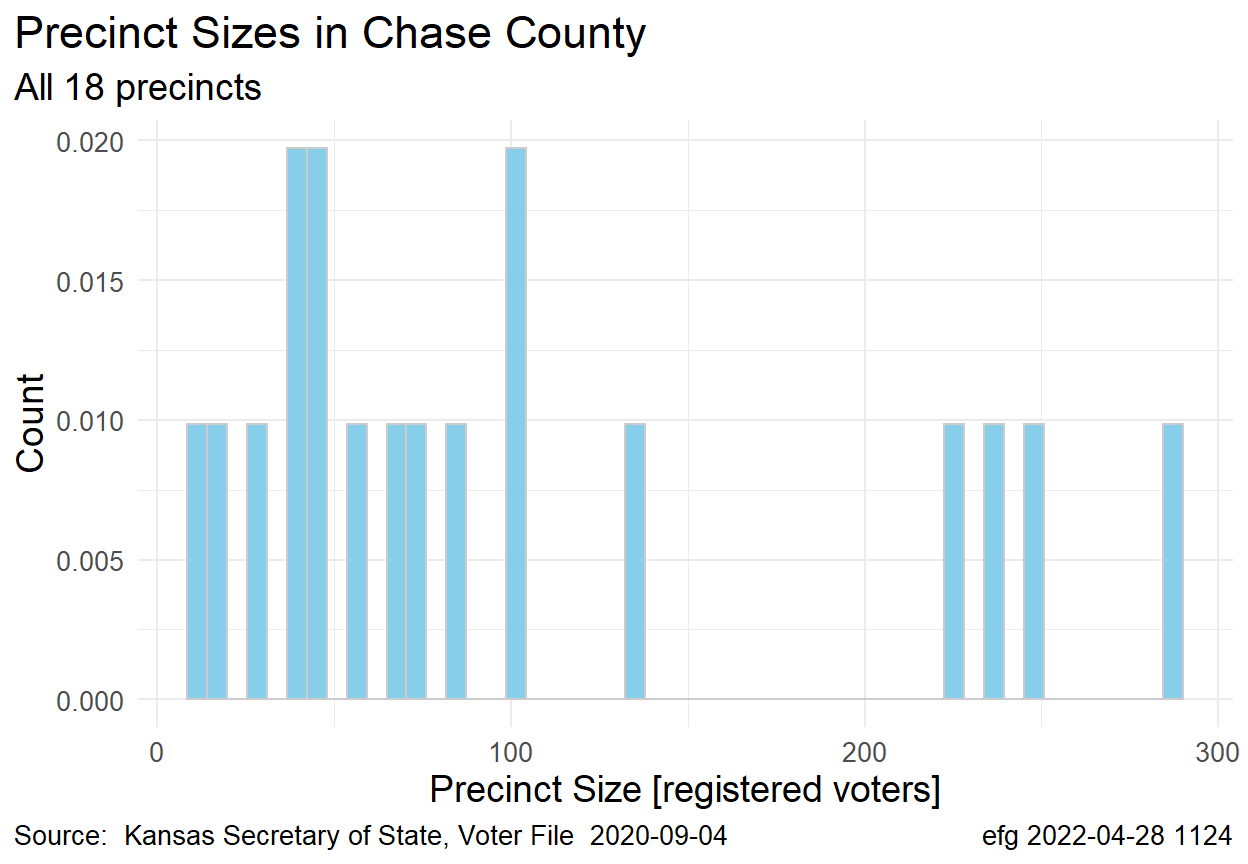 Precinct Sizes in Chase County
All 18 precincts
0.020
0.015
0.010
0.005
0.000
Count
0 100 200 300
Precinct Size [registered voters]
Source:  Kansas Secretary of State, Voter File  2020-09-04
efg 2022-04-28 1124